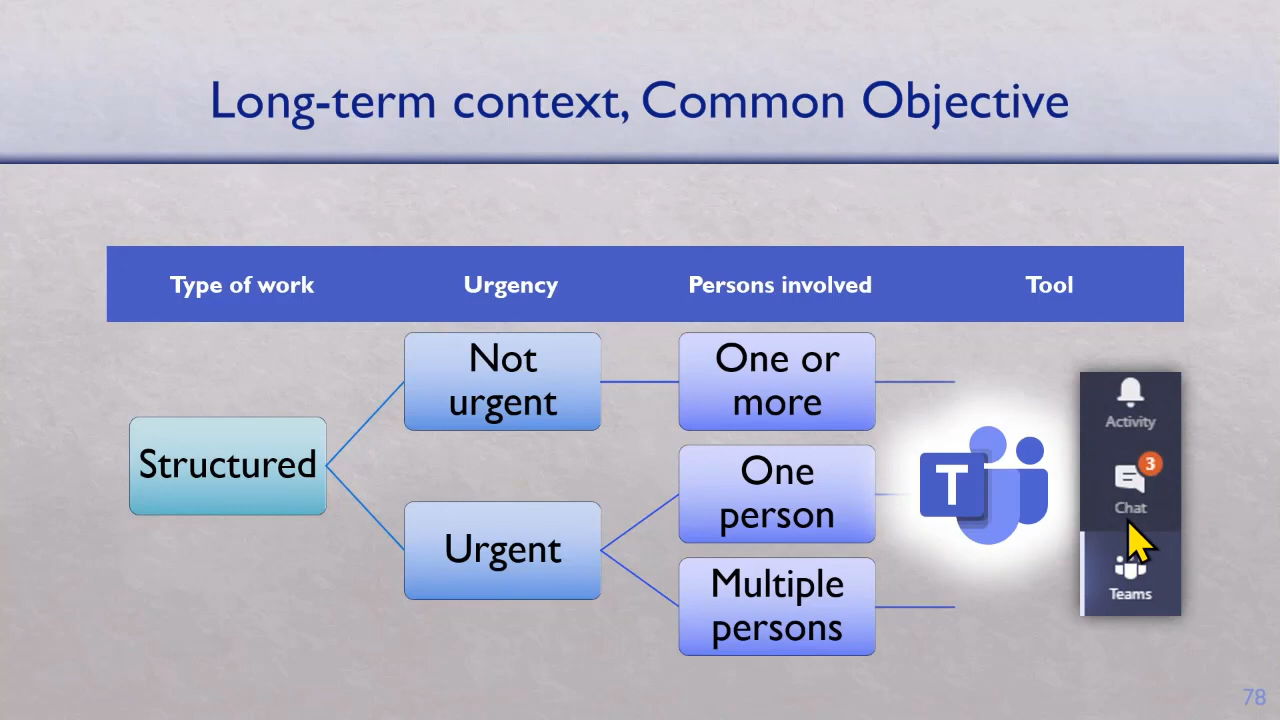 Long-term context, Common Objective
Type of work
Urgency
Persons involved
Tool
Structured
Not
urgent
Urgent
One or
more
One
person
Multiple
persons
T
Activity
3
Chat
Teams
78